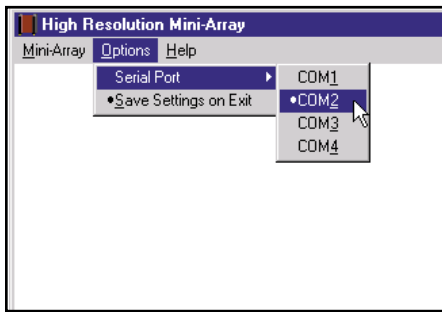 High Resolution Mini-Array
Mini-Array Options Help
Serial Port
•Save Settings on Exit
COM1
•COM2
COM3
COM4